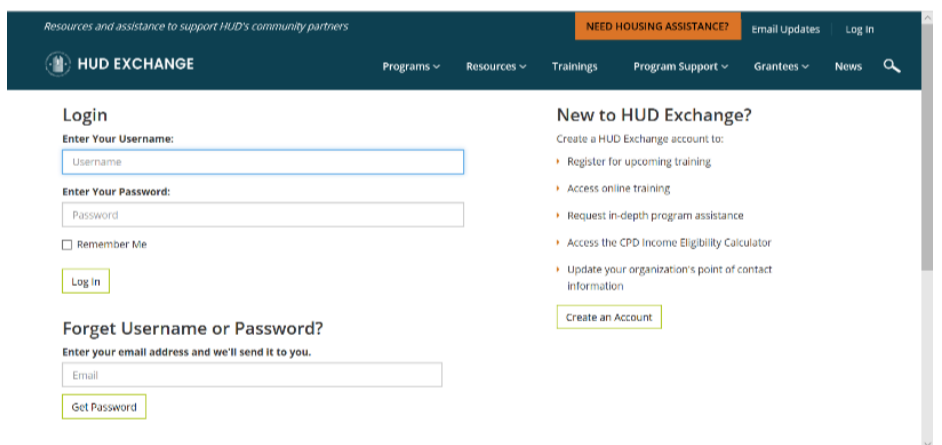 Resources and assistance to support HUD's community partners
NEED HOUSING ASSISTANCE?
Email Updates
Log In
HUD EXCHANGE
Programs
Resources
Trainings
Program Support
Grantees
News
Login
Enter Your Username:
Username
Enter Your Password:
Password
Remember Me
Log In
Forget Username or Password?
Enter your email address and we'll send it to you.
Email
Get Password
New to HUD Exchange?
Create a HUD Exchange account to:
Register for upcoming training
Access online training
Request in-depth program assistance
Access the CPD Income Eligibility Calculator
Update your organization's point of contact
information
Create an Account